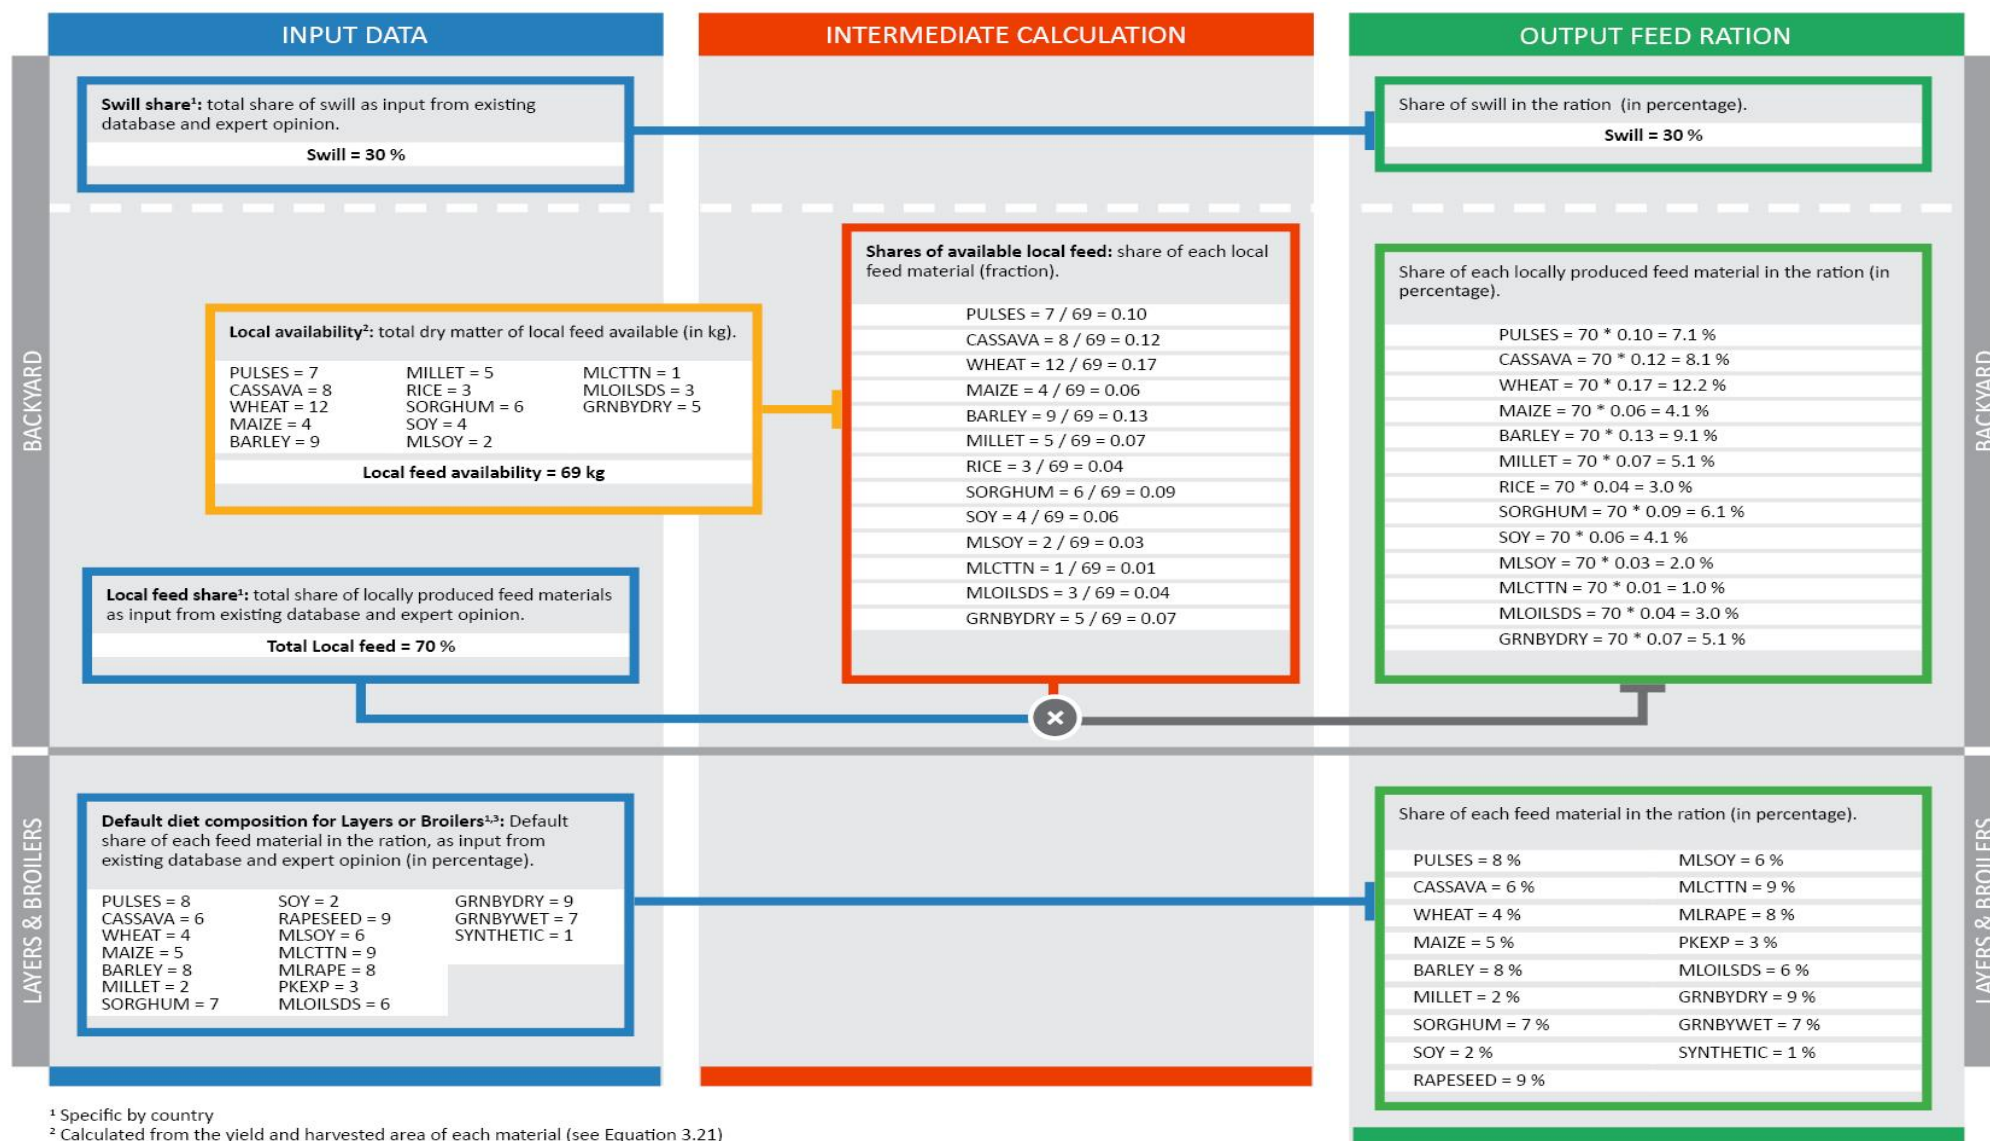 INPUT DATA
INTERMEDIATE CALCULATION
OUTPUT FEED RATION
BACKYARD
Swill share¹: total share of swill as input from existing
database and expert opinion.
Swill = 30 %
Share of swill in the ration (in percentage).
Swill = 30 %
Local availability²: total dry matter of local feed available (in kg).
PULSES = 7
CASSAVA = 8
WHEAT = 12
MAIZE = 4
BARLEY = 9
MILLET = 5
RICE = 3
SORGHUM = 6
SOY = 4
MLSOY = 2
MLCTTN = 1
MLOILSDS = 3
GRNBYDRY = 5
Local feed availability = 69 kg
Local feed share¹: total share of locally produced feed materials
as input from existing database and expert opinion.
Total Local feed = 70 %
Shares of available local feed: share of each local
feed material (fraction).
PULSES = 7 / 69 = 0.10
CASSAVA = 8 / 69 = 0.12
WHEAT = 12 / 69 = 0.17
MAIZE = 4 / 69 = 0.06
BARLEY = 9 / 69 = 0.13
MILLET = 5 / 69 = 0.07
RICE = 3 / 69 = 0.04
SORGHUM = 6 / 69 = 0.09
SOY = 4 / 69 = 0.06
MLSOY = 2 / 69 = 0.03
MLCTTN = 1 / 69 = 0.01
MLOILSDS = 3 / 69 = 0.04
GRNBYDRY = 5 / 69 = 0.07
×
Share of each locally produced feed material in the ration (in
percentage).
PULSES = 70 * 0.10 = 7.1 %
CASSAVA = 70 * 0.12 = 8.1 %
WHEAT = 70 * 0.17 = 12.2 %
MAIZE = 70 * 0.06 = 4.1 %
BARLEY = 70 * 0.13 = 9.1 %
MILLET = 70 * 0.07 = 5.1 %
RICE = 70 * 0.04 = 3.0 %
SORGHUM = 70 * 0.09 = 6.1 %
SOY = 70 * 0.06 = 4.1 %
MLSOY = 70 * 0.03 = 2.0 %
MLCTTN = 70 * 0.01 = 1.0 %
MLOILSDS = 70 * 0.04 = 3.0 %
GRNBYDRY = 70 * 0.07 = 5.1 %
BACKYARD
LAYERS & BROILERS
Default diet composition for Layers or Broilers¹,³: Default
share of each feed material in the ration, as input from
existing database and expert opinion (in percentage).
PULSES = 8
CASSAVA = 6
WHEAT = 4
MAIZE = 5
BARLEY = 8
MILLET = 2
SORGHUM = 7
SOY = 2
RAPESEED = 9
MLSOY = 6
MLCTTN = 9
MLRAPE = 8
PKEXP = 3
MLOILSDS = 6
GRNBYDRY = 9
GRNBYWET = 7
SYNTHETIC = 1
Share of each feed material in the ration (in percentage).
PULSES = 8 %
CASSAVA = 6 %
WHEAT = 4 %
MAIZE = 5 %
BARLEY = 8 %
MILLET = 2 %
SORGHUM = 7 %
SOY = 2 %
RAPESEED = 9 %
MLSOY = 6 %
MLCTTN = 9 %
MLRAPE = 8 %
PKEXP = 3 %
MLOILSDS = 6 %
GRNBYDRY = 9 %
GRNBYWET = 7 %
SYNTHETIC = 1 %
LAYERS & BROILERS
¹ Specific by country
² Calculated from the yield and harvested area of each material (see Equation 3.21)